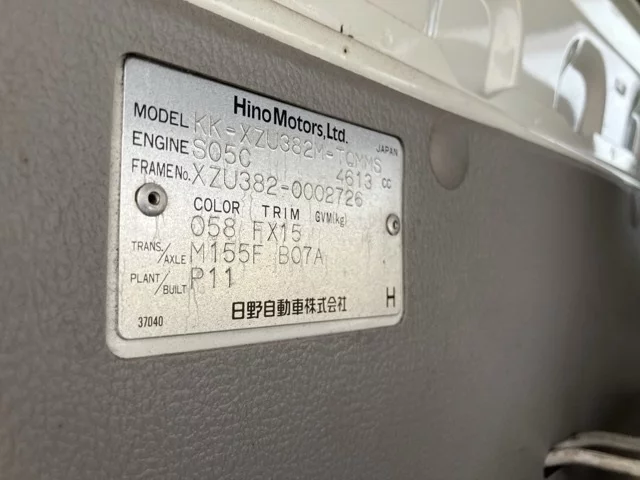 Hino Motors, Ltd.
JAPAN
MODEL KK-XZU382M-TQMMS
ENGINE S05C 4613 cc
FRAME No. XZU382-0002726
COLOR TRIM GVM(kg)
058 FX15
TRANS./AXLE M155F B07A
PLANT/BUILT P11
37040 日野自動車株式会社 H